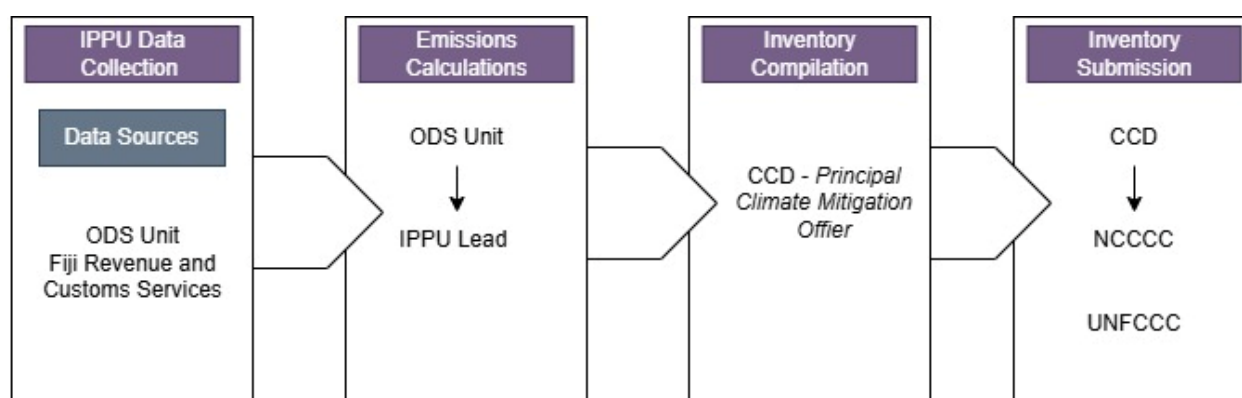 IPPU Data
Collection
Data Sources
ODS Unit
Fiji Revenue and
Customs Services
Emissions
Calculations
ODS Unit
IPPU Lead
Inventory
Compilation
CCD - Principal
Climate Mitigation
Offier
Inventory
Submission
CCD
NCCCC
UNFCCC